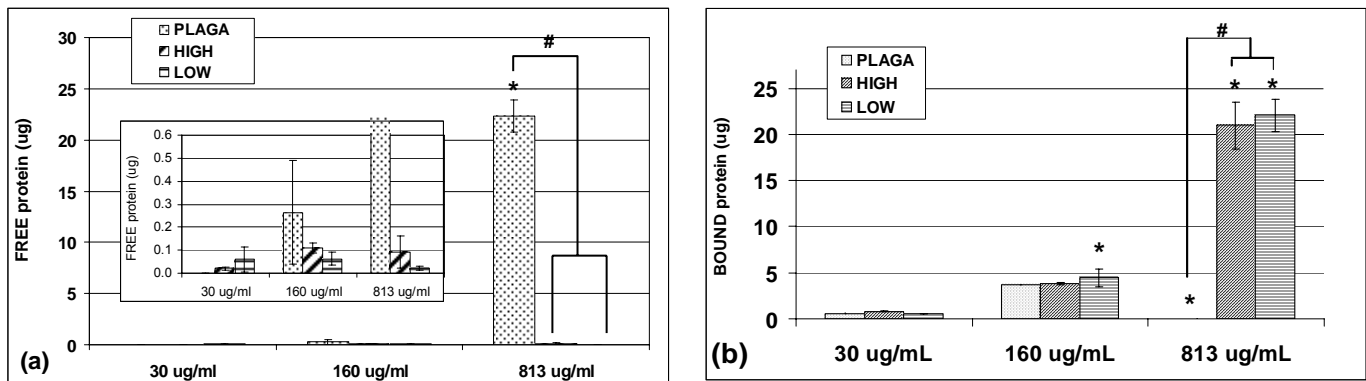 30
25
20
15
10
5
0
FREE protein (ug)
PLAGA
HIGH
LOW
#
*
0.6
0.5
0.4
0.3
0.2
0.1
0.0
FREE protein (ug)
30 ug/ml
160 ug/ml
813 ug/ml
30 ug/ml
160 ug/ml
813 ug/ml
(a)
25
20
15
10
5
0
BOUND protein (ug)
PLAGA
HIGH
LOW
#
* *
*
*
30 ug/mL
160 ug/mL
813 ug/mL
(b)